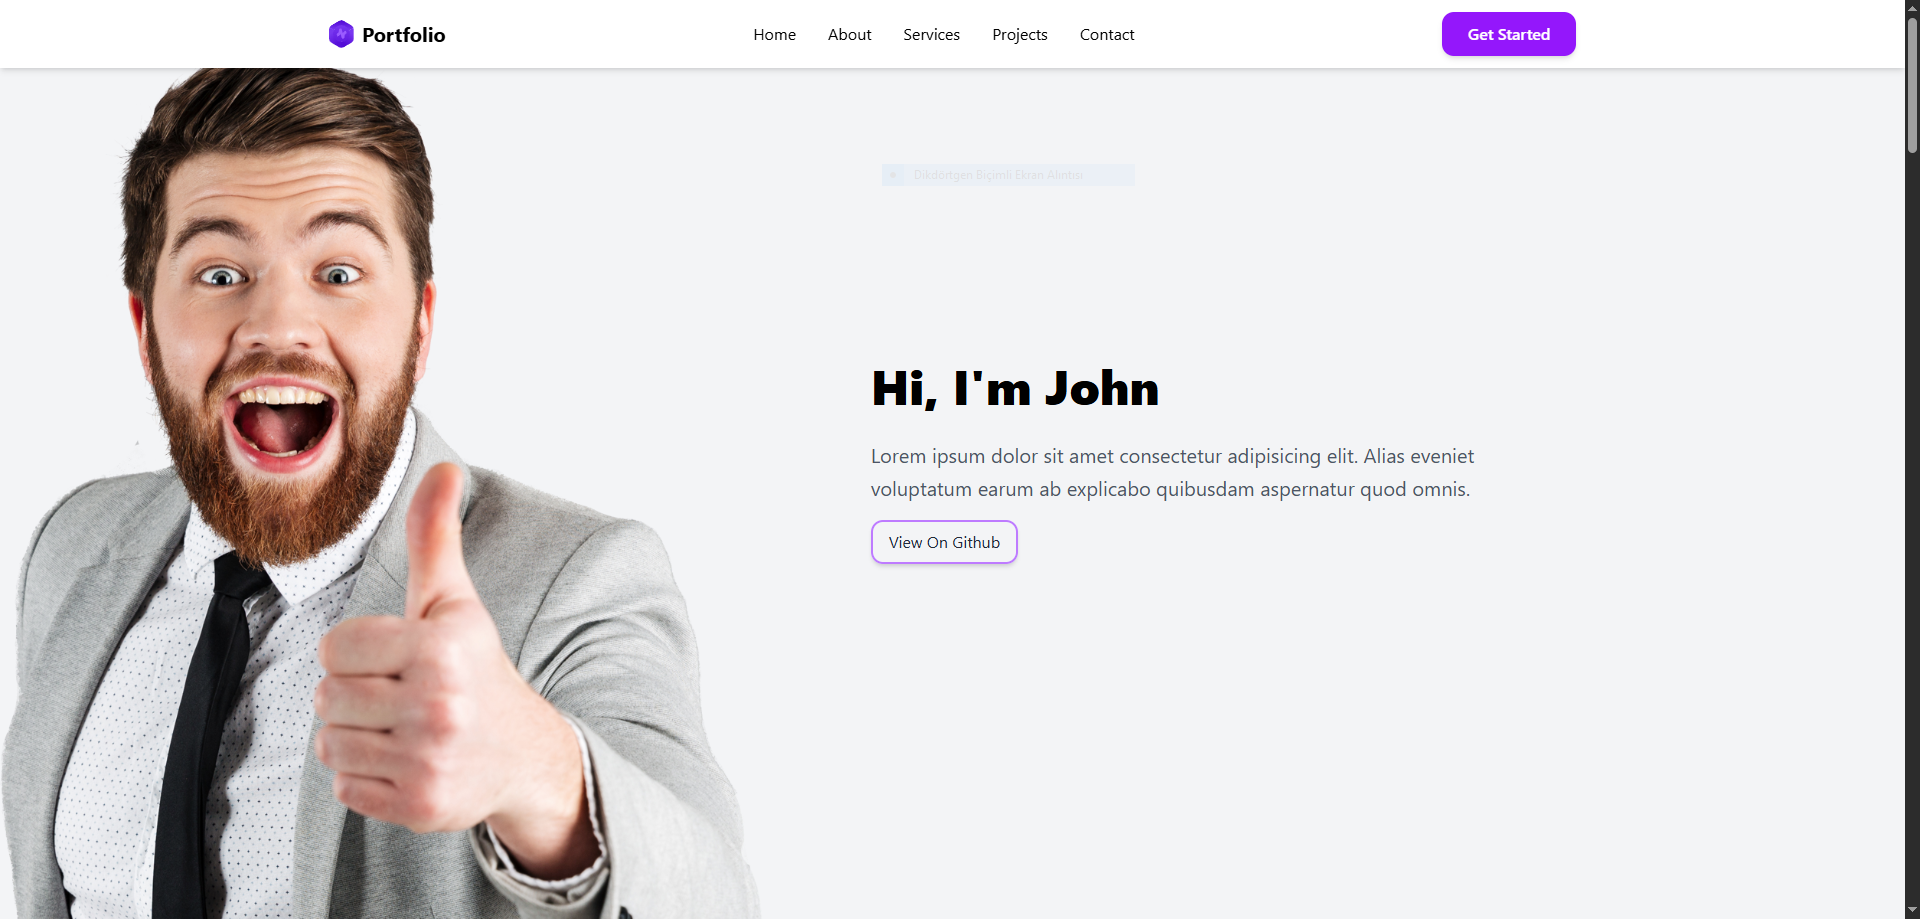 Portfolio
Home
About
Services
Projects
Contact
Get Started
Dikdörtgen Biçimli Ekran Alıntısı
Hi, I'm John
Lorem ipsum dolor sit amet consectetur adipisicing elit. Alias eveniet
voluptatum earum ab explicabo quibusdam aspernatur quod omnis.
View On Github